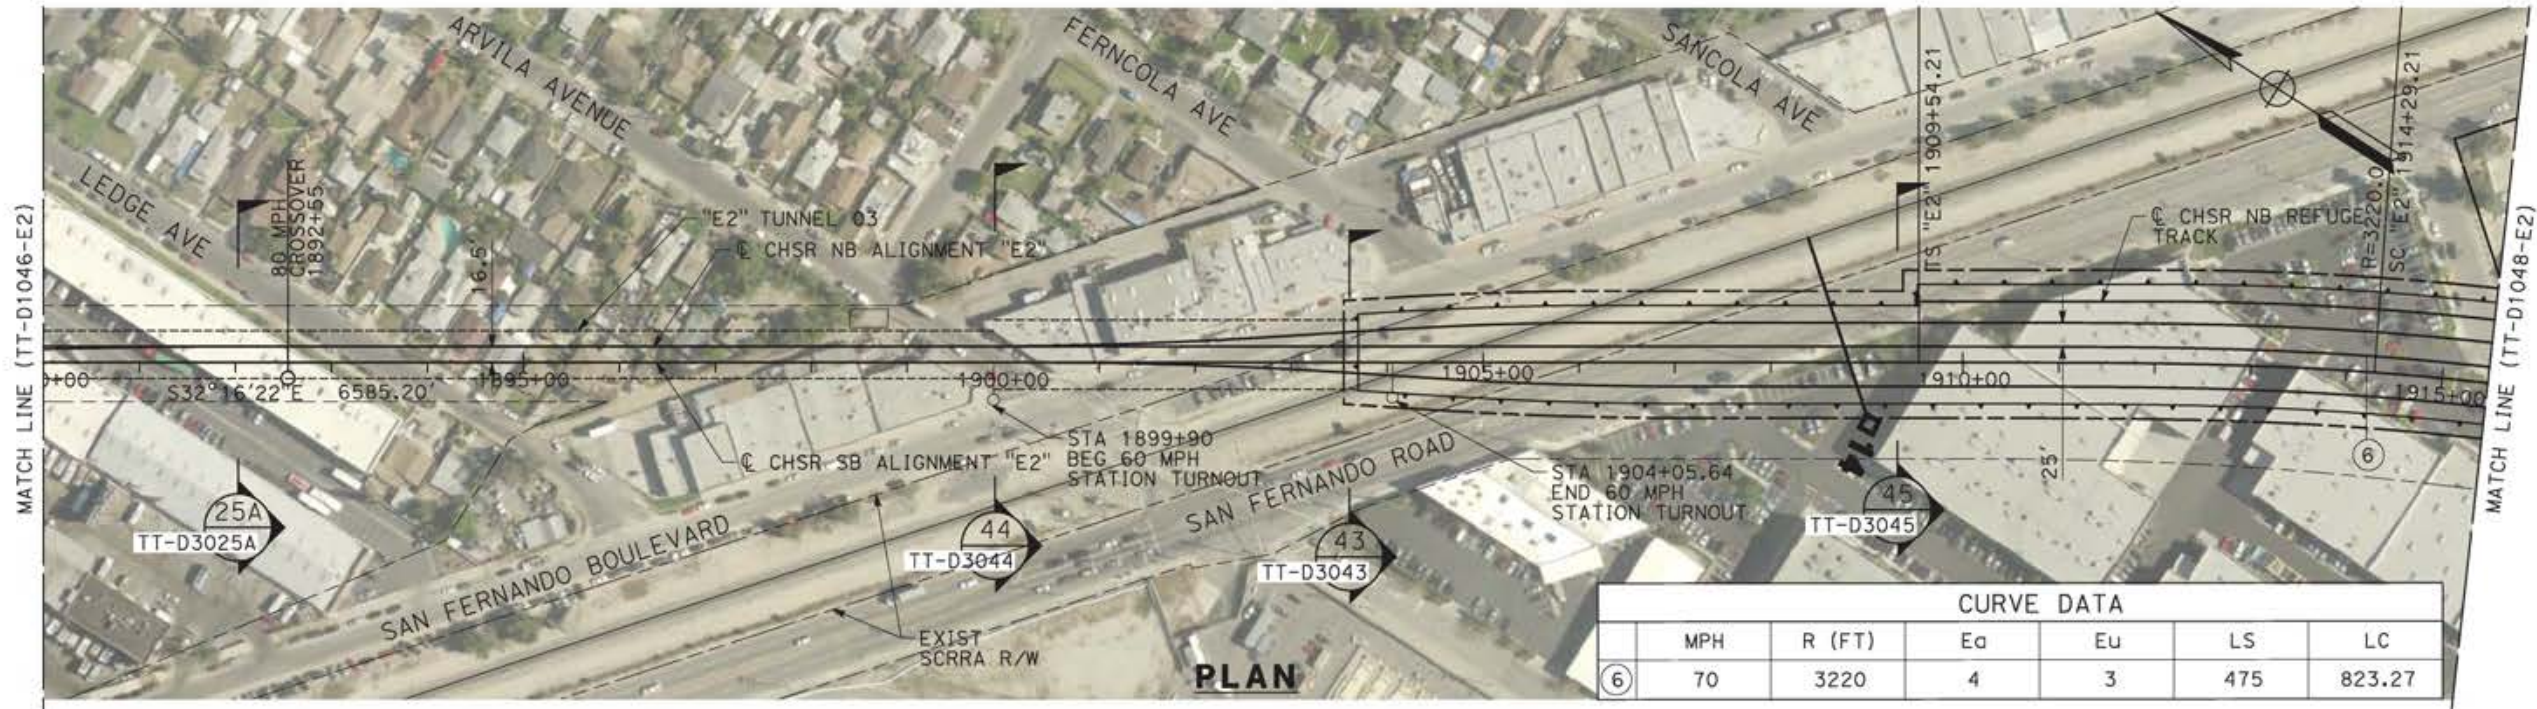 MATCH LINE (TT-D1046-E2)
ARVILA AVENUE
FERNCOLA AVE
SANCOLA AVE
LEDGE AVE
80 MPH
CROSSOVER
1892+55
16.5'
"E2" TUNNEL 03
℄ CHSR NB ALIGNMENT "E2"
TS "E2" 1909+54.21
R=3220.0
SC "E2" 1914+29.21
℄ CHSR NB REFUGE
TRACK
0+00
S32°16'22"E 6585.20'
1895+00
1900+00
1905+00
1910+00
1915+00
℄ CHSR SB ALIGNMENT "E2"
STA 1899+90
BEG 60 MPH
STATION TURNOUT
STA 1904+05.64
END 60 MPH
STATION TURNOUT
D14
25'
6
SAN FERNANDO BOULEVARD
SAN FERNANDO ROAD
25A
TT-D3025A
44
TT-D3044
43
TT-D3043
45
TT-D3045
EXIST
SCRRA R/W
PLAN
CURVE DATA
MPH R (FT) Ea Eu LS LC
6 70 3220 4 3 475 823.27
MATCH LINE (TT-D1048-E2)